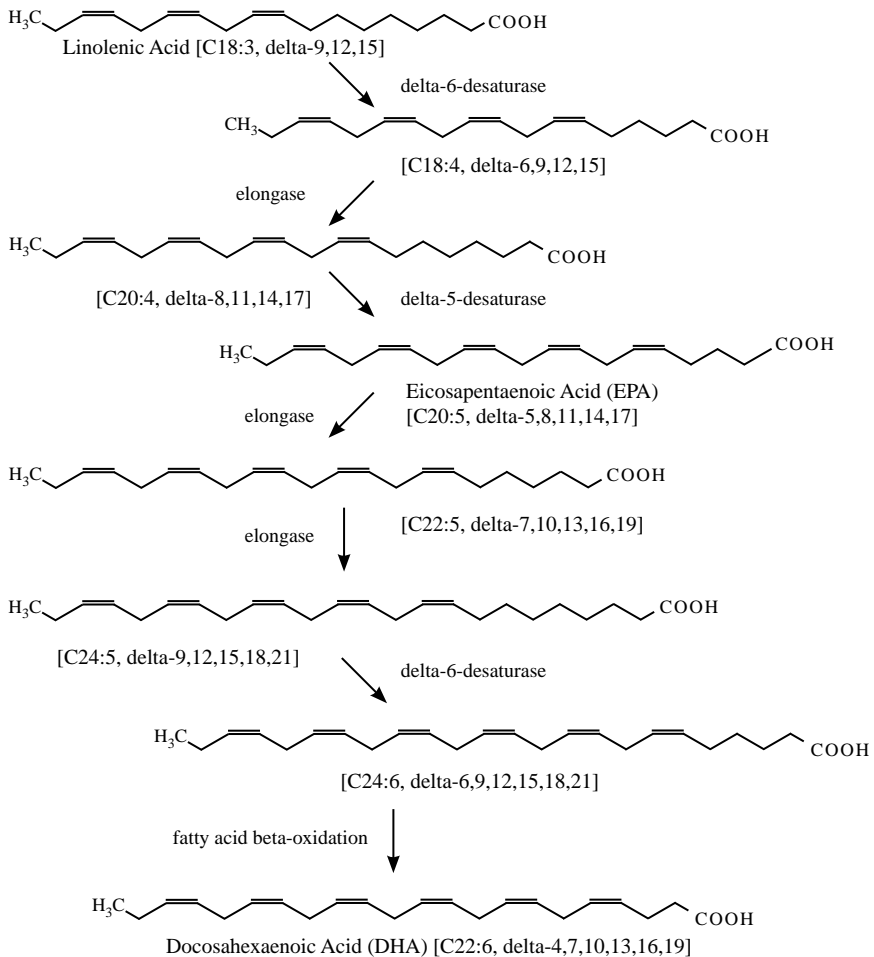 H₃C COOH
Linolenic Acid [C18:3, delta-9,12,15]
delta-6-desaturase
CH₃ COOH
[C18:4, delta-6,9,12,15]
elongase
H₃C COOH
[C20:4, delta-8,11,14,17]
delta-5-desaturase
H₃C COOH
Eicosapentaenoic Acid (EPA)
[C20:5, delta-5,8,11,14,17]
elongase
H₃C COOH
[C22:5, delta-7,10,13,16,19]
elongase
H₃C COOH
[C24:5, delta-9,12,15,18,21]
delta-6-desaturase
H₃C COOH
[C24:6, delta-6,9,12,15,18,21]
fatty acid beta-oxidation
H₃C COOH
Docosahexaenoic Acid (DHA) [C22:6, delta-4,7,10,13,16,19]